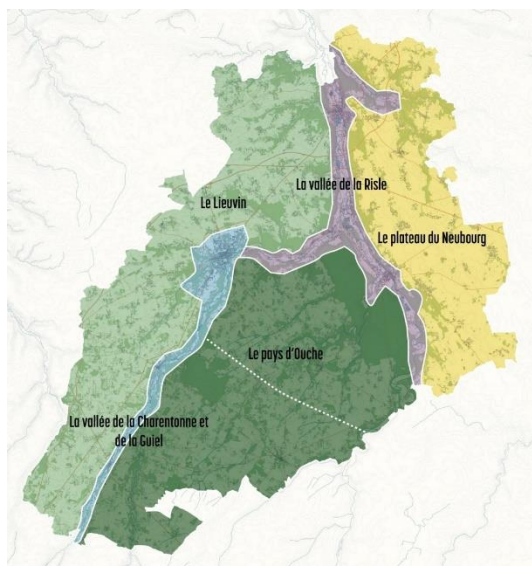 La vallée de la Risle
Le Lieuvin
Le plateau du Neubourg
Le pays d'Ouche
La vallée de la Charentonne et
de la Guiel